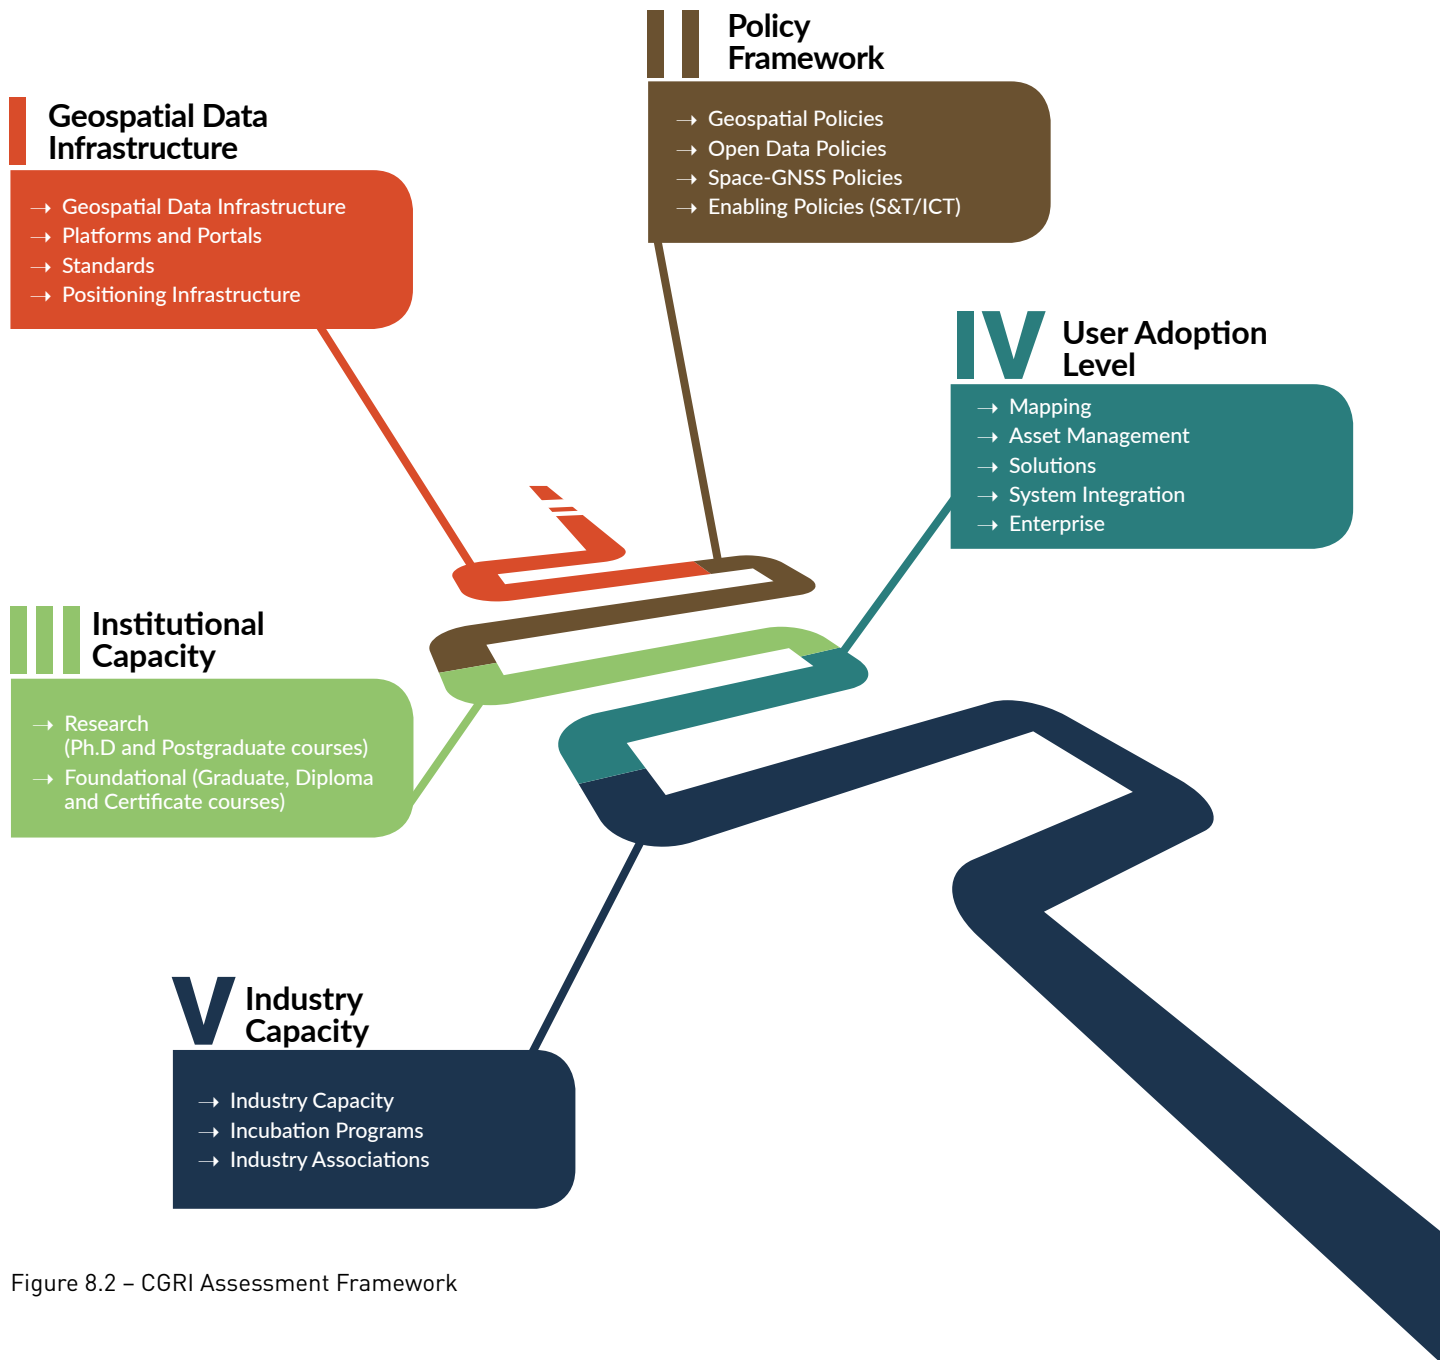 I
Geospatial Data
Infrastructure
→ Geospatial Data Infrastructure
→ Platforms and Portals
→ Standards
→ Positioning Infrastructure
II
Policy
Framework
→ Geospatial Policies
→ Open Data Policies
→ Space-GNSS Policies
→ Enabling Policies (S&T/ICT)
III
Institutional
Capacity
→ Research
(Ph.D and Postgraduate courses)
→ Foundational (Graduate, Diploma
and Certificate courses)
IV
User Adoption
Level
→ Mapping
→ Asset Management
→ Solutions
→ System Integration
→ Enterprise
V
Industry
Capacity
→ Industry Capacity
→ Incubation Programs
→ Industry Associations
Figure 8.2 – CGRI Assessment Framework